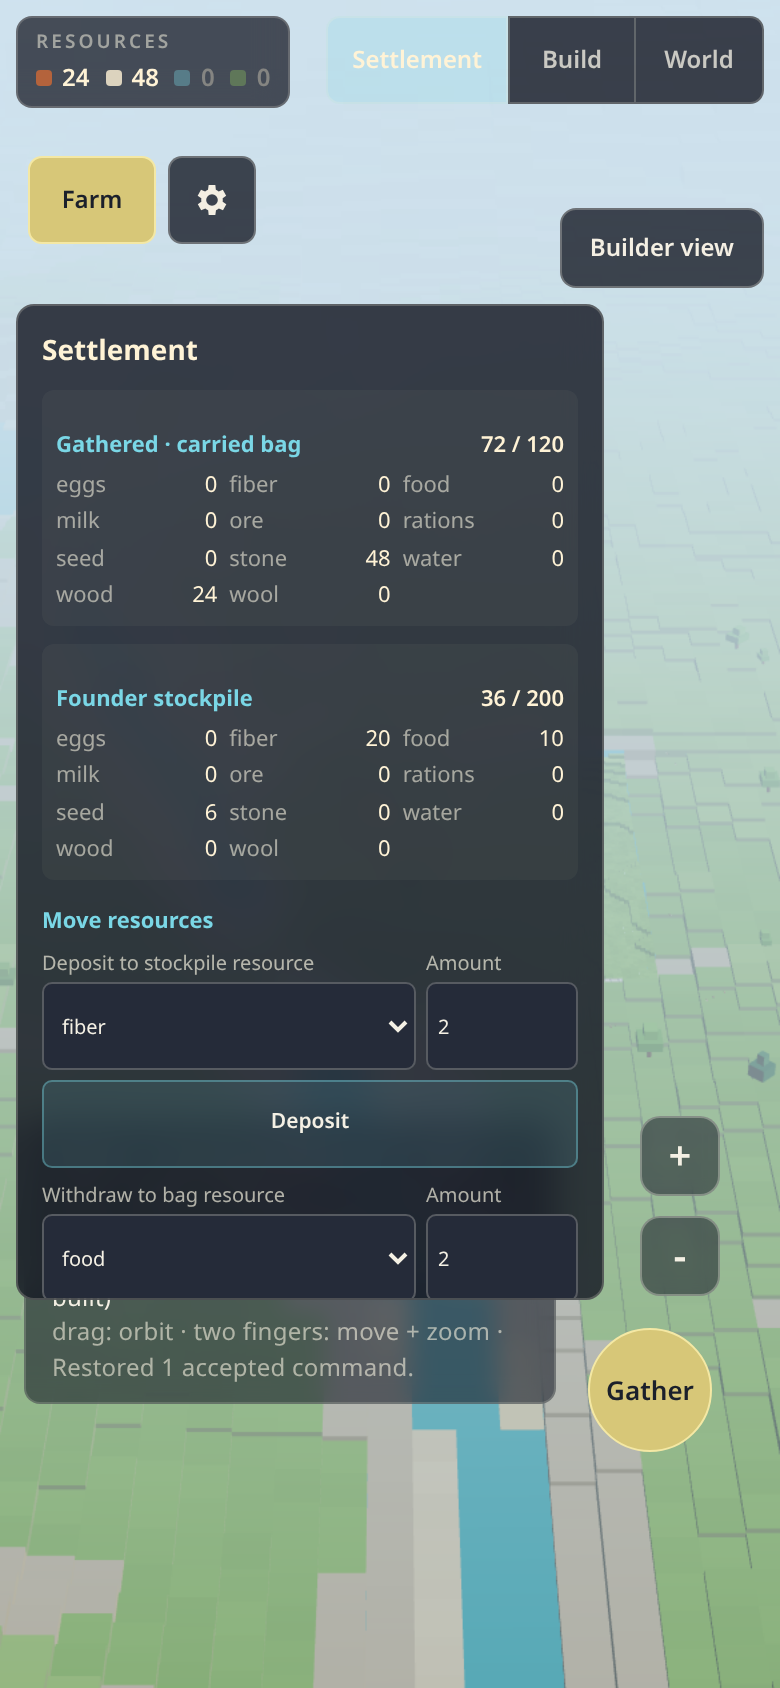 RESOURCES
24 48 0 0
Settlement Build World
Farm
Builder view
Settlement
Gathered · carried bag 72 / 120
eggs 0 fiber 0 food 0
milk 0 ore 0 rations 0
seed 0 stone 48 water 0
wood 24 wool 0
Founder stockpile 36 / 200
eggs 0 fiber 20 food 10
milk 0 ore 0 rations 0
seed 6 stone 0 water 0
wood 0 wool 0
Move resources
Deposit to stockpile resource Amount
fiber 2
Deposit
Withdraw to bag resource Amount
food 2
+
-
built)
drag: orbit · two fingers: move + zoom ·
Restored 1 accepted command.
Gather